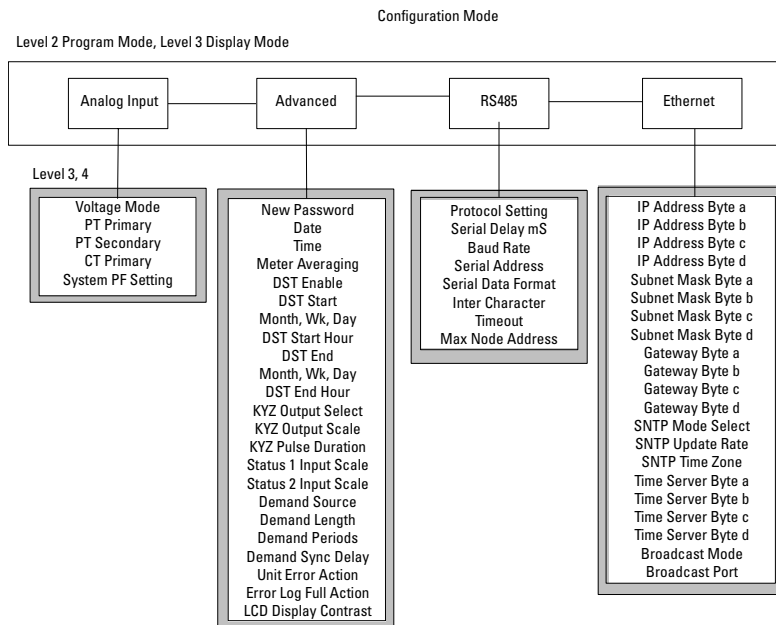 Configuration Mode
Level 2 Program Mode, Level 3 Display Mode
Analog Input
Advanced
RS485
Ethernet
Level 3, 4
Voltage Mode
PT Primary
PT Secondary
CT Primary
System PF Setting
New Password
Date
Time
Meter Averaging
DST Enable
DST Start
Month, Wk, Day
DST Start Hour
DST End
Month, Wk, Day
DST End Hour
KYZ Output Select
KYZ Output Scale
KYZ Pulse Duration
Status 1 Input Scale
Status 2 Input Scale
Demand Source
Demand Length
Demand Periods
Demand Sync Delay
Unit Error Action
Error Log Full Action
LCD Display Contrast
Protocol Setting
Serial Delay mS
Baud Rate
Serial Address
Serial Data Format
Inter Character
Timeout
Max Node Address
IP Address Byte a
IP Address Byte b
IP Address Byte c
IP Address Byte d
Subnet Mask Byte a
Subnet Mask Byte b
Subnet Mask Byte c
Subnet Mask Byte d
Gateway Byte a
Gateway Byte b
Gateway Byte c
Gateway Byte d
SNTP Mode Select
SNTP Update Rate
SNTP Time Zone
Time Server Byte a
Time Server Byte b
Time Server Byte c
Time Server Byte d
Broadcast Mode
Broadcast Port